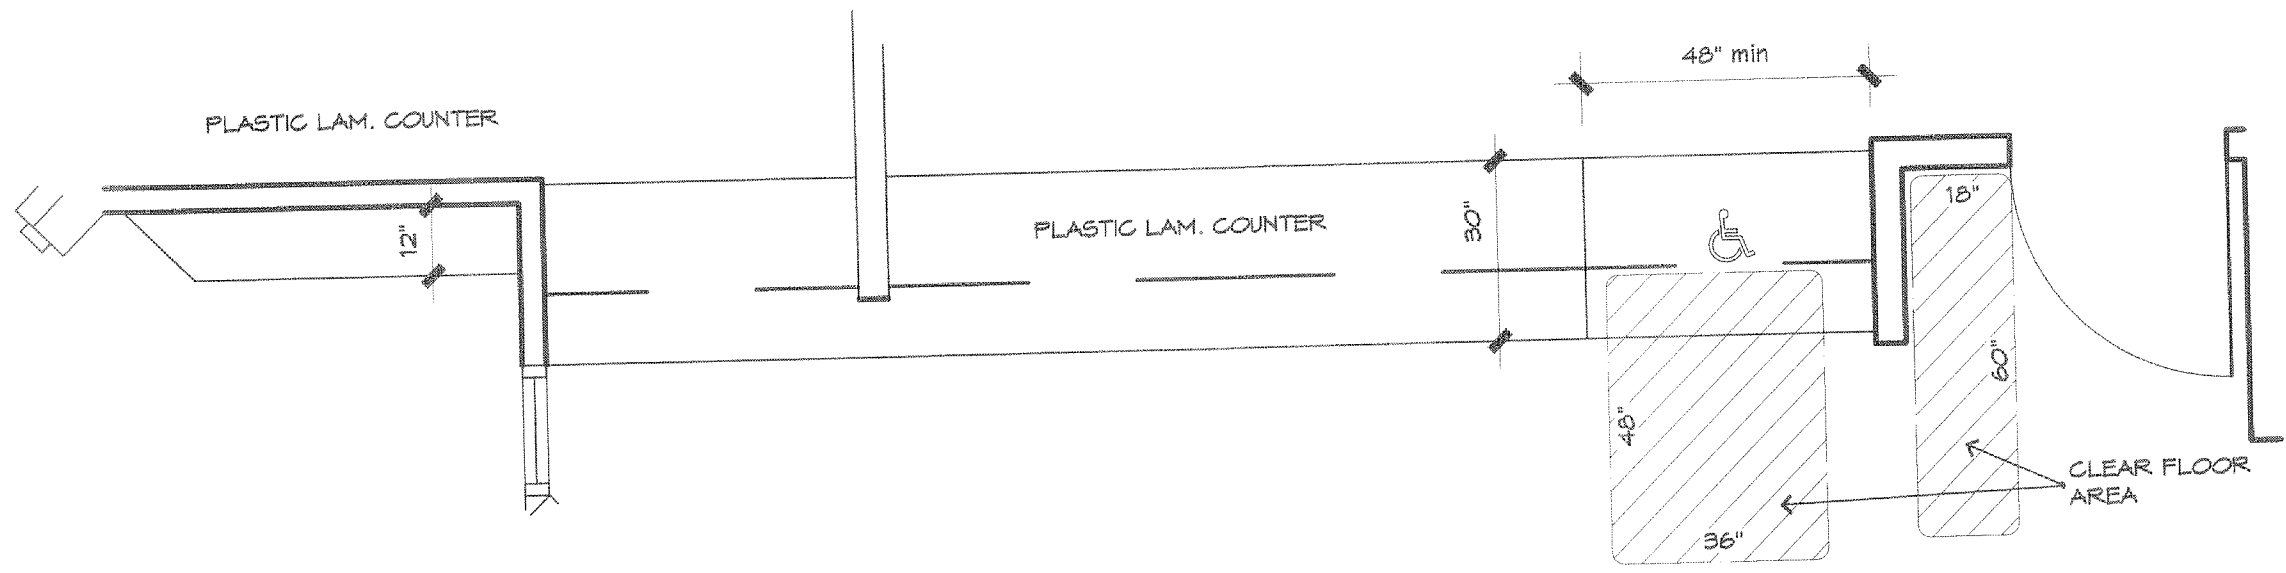 48" min
PLASTIC LAM. COUNTER
18"
12"
PLASTIC LAM. COUNTER
30"
60"
48"
CLEAR FLOOR
AREA
36"